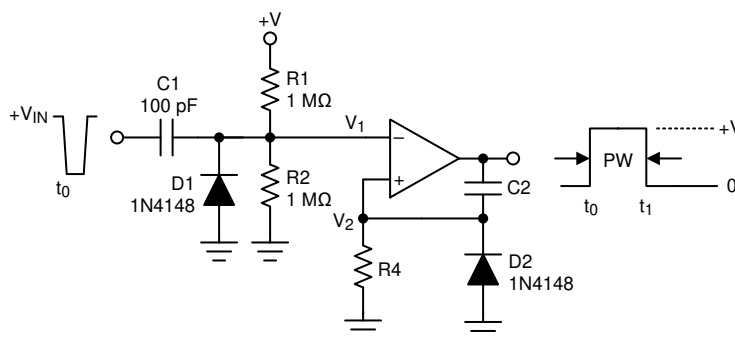 +V
C1
100 pF
R1
1 MΩ
+VIN
t0
D1
1N4148
R2
1 MΩ
V1
−
+
V2
R4
C2
D2
1N4148
PW
+V
0
t0
t1